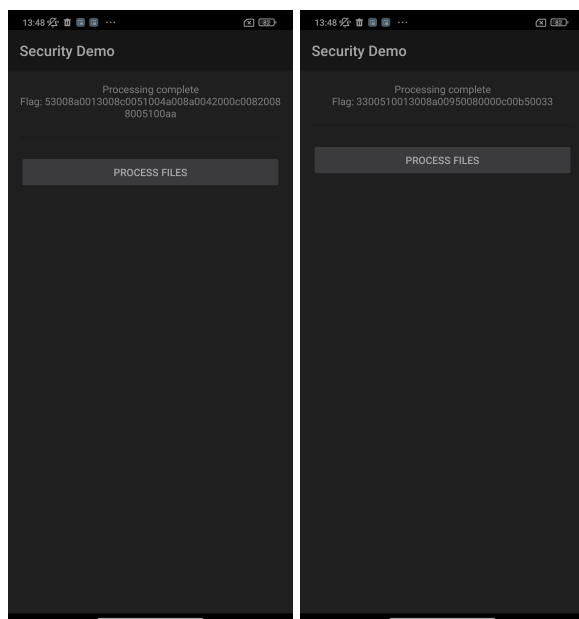 13:48
Security Demo
Processing complete
Flag: 53008a0013008c0051004a008a0042000c0082008
8005100aa
PROCESS FILES
13:48
Security Demo
Processing complete
Flag: 3300510013008a00950080000c00b50033
PROCESS FILES